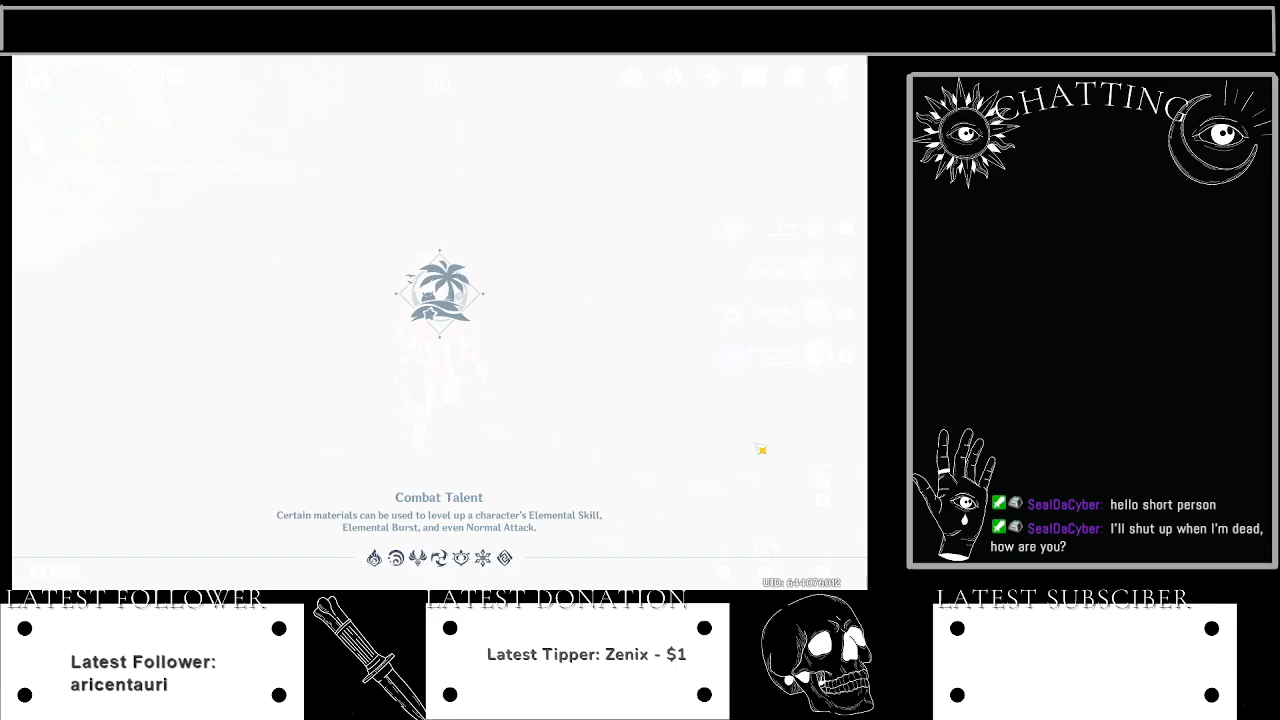 CHATTING
Combat Talent
Certain materials can be used to level up a character's Elemental Skill,
Elemental Burst, and even Normal Attack.
UID: 644076012
SealDaCyber: hello short person
SealDaCyber: I'll shut up when I'm dead,
how are you?
LATEST FOLLOWER
LATEST DONATION
LATEST SUBSCIBER
Latest Follower:
aricentauri
Latest Tipper: Zenix - $1